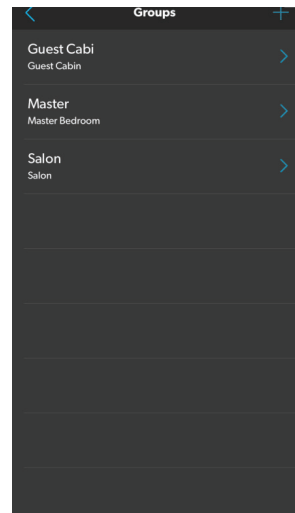 Groups
Guest Cabi
Guest Cabin
Master
Master Bedroom
Salon
Salon